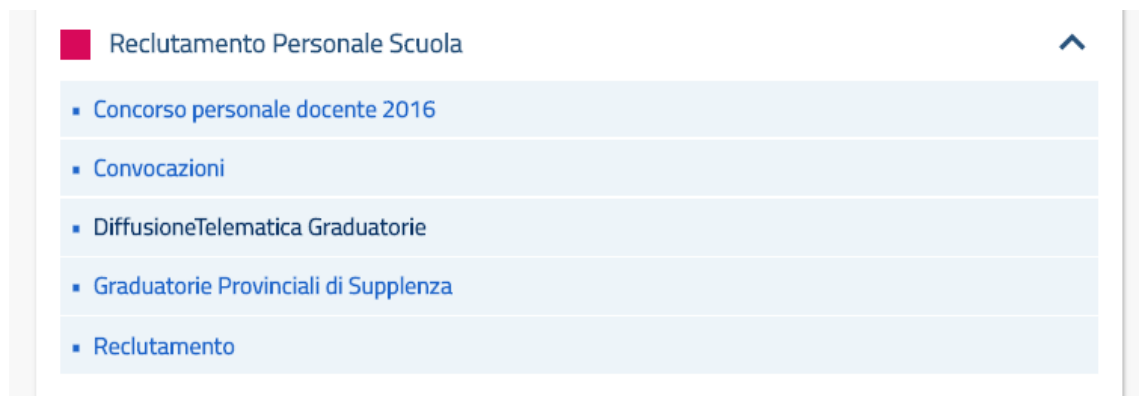 Reclutamento Personale Scuola
Concorso personale docente 2016
Convocazioni
DiffusioneTelematica Graduatorie
Graduatorie Provinciali di Supplenza
Reclutamento